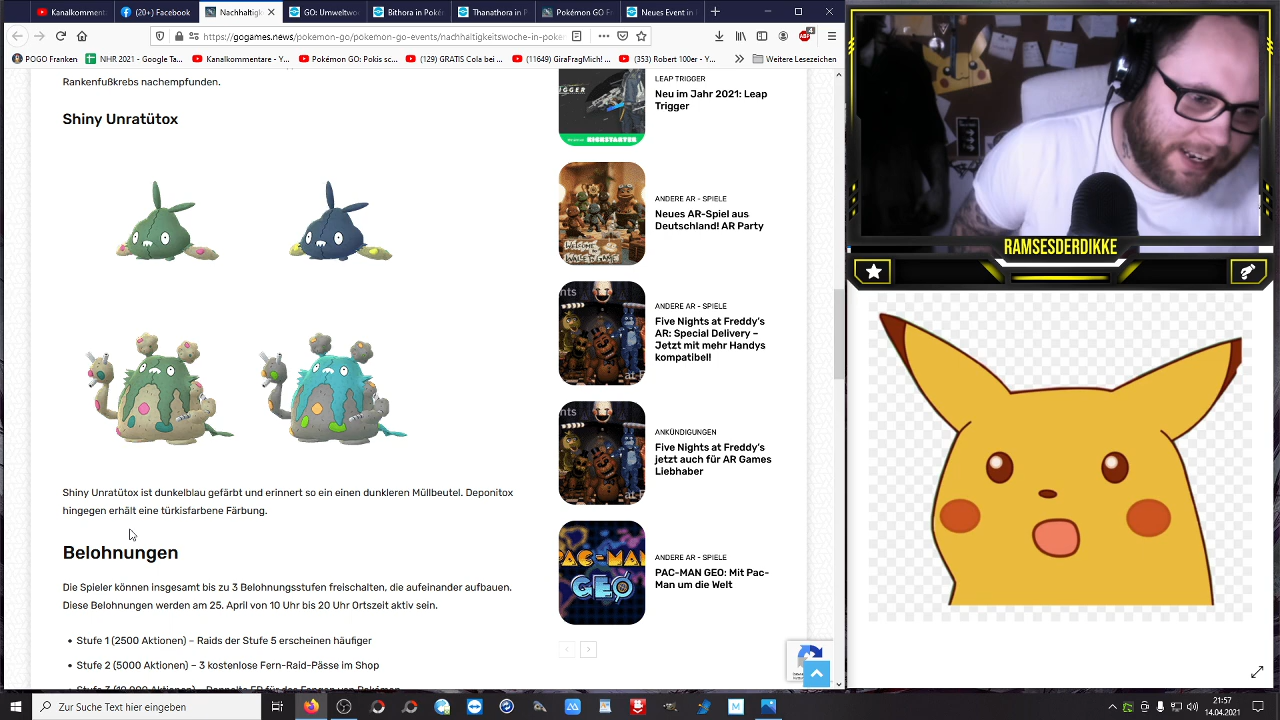 Kanalkommentare
(20+) Facebook
Nachhaltigkeit
GO: Umweltwo
Bithora in Poké
Thanathora in P
Pokémon GO
Neues Event in
https://gogames.news/pokemon-go/pokemon-go-events/nachhaltigkeitswoche-in-poke
POGO Franken
NHR 2021 - Google Ta...
Kanalkommentare - Y...
Pokémon GO: Pokis sc...
(129) GRATIS Cola bei ...
(11649) GiraFragMich! ...
(353) Robert 100er - Y...
Weitere Lesezeichen
Rankenfußkrebs nachempfunden.
Shiny Unratütox
Shiny Unratütox ist dunkelblau gefärbt und erinnert so ein einen dunkleren Müllbeutel. Deponitox
hingegen erhält eine türkisfarbene Färbung.
Belohnungen
Die Spieler können insgesamt bis zu 3 Belohnungsstufen freischalten, die aufeinander aufbauen.
Diese Belohnungen werden am 25. April von 10 Uhr bis 20 Uhr Ortszeit aktiv sein.
• Stufe 1 (2500 Aktionen) – Raids der Stufe 5 erscheinen häufiger
• Stufe 2 (5000 Aktionen) – 3 kostenlose Fern-Raid-Pässe im Shop
KICKSTARTER
LEAP TRIGGER
Neu im Jahr 2021: Leap
Trigger
ANDERE AR - SPIELE
Neues AR-Spiel aus
Deutschland! AR Party
ANDERE AR - SPIELE
Five Nights at Freddy's
AR: Special Delivery –
Jetzt mit mehr Handys
kompatibel!
ANKÜNDIGUNGEN
Five Nights at Freddy's
jetzt auch für AR Games
Liebhaber
PAC-MAN
GEO
ANDERE AR - SPIELE
PAC-MAN GEO: Mit Pac-
Man um die Welt
RAMSESDERDIKKE
Zur Suche Text hier eingeben
21:57
14.04.2021